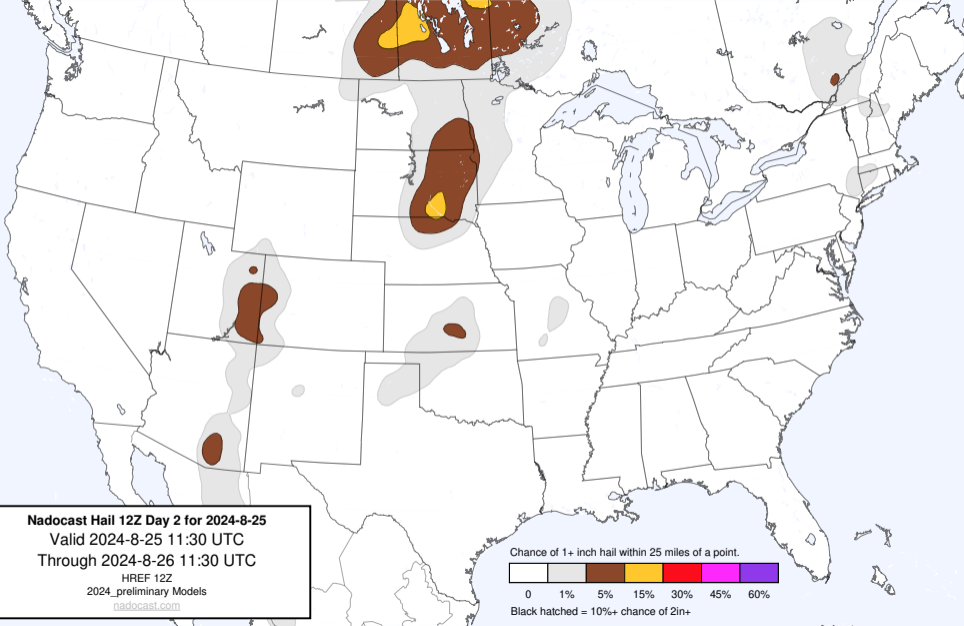 Nadocast Hail 12Z Day 2 for 2024-8-25
Valid 2024-8-25 11:30 UTC
Through 2024-8-26 11:30 UTC
HREF 12Z
2024_preliminary Models
nadocast.com
Chance of 1+ inch hail within 25 miles of a point.
0 1% 5% 15% 30% 45% 60%
Black hatched = 10%+ chance of 2in+